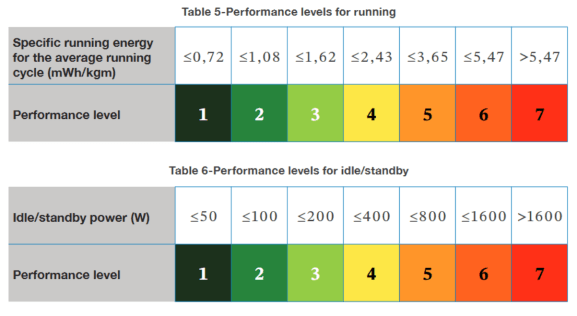 Table 5-Performance levels for running
Specific running energy
for the average running
cycle (mWh/kgm)
≤0,72 ≤1,08 ≤1,62 ≤2,43 ≤3,65 ≤5,47 >5,47
Performance level 1 2 3 4 5 6 7
Table 6-Performance levels for idle/standby
Idle/standby power (W) ≤50 ≤100 ≤200 ≤400 ≤800 ≤1600 >1600
Performance level 1 2 3 4 5 6 7